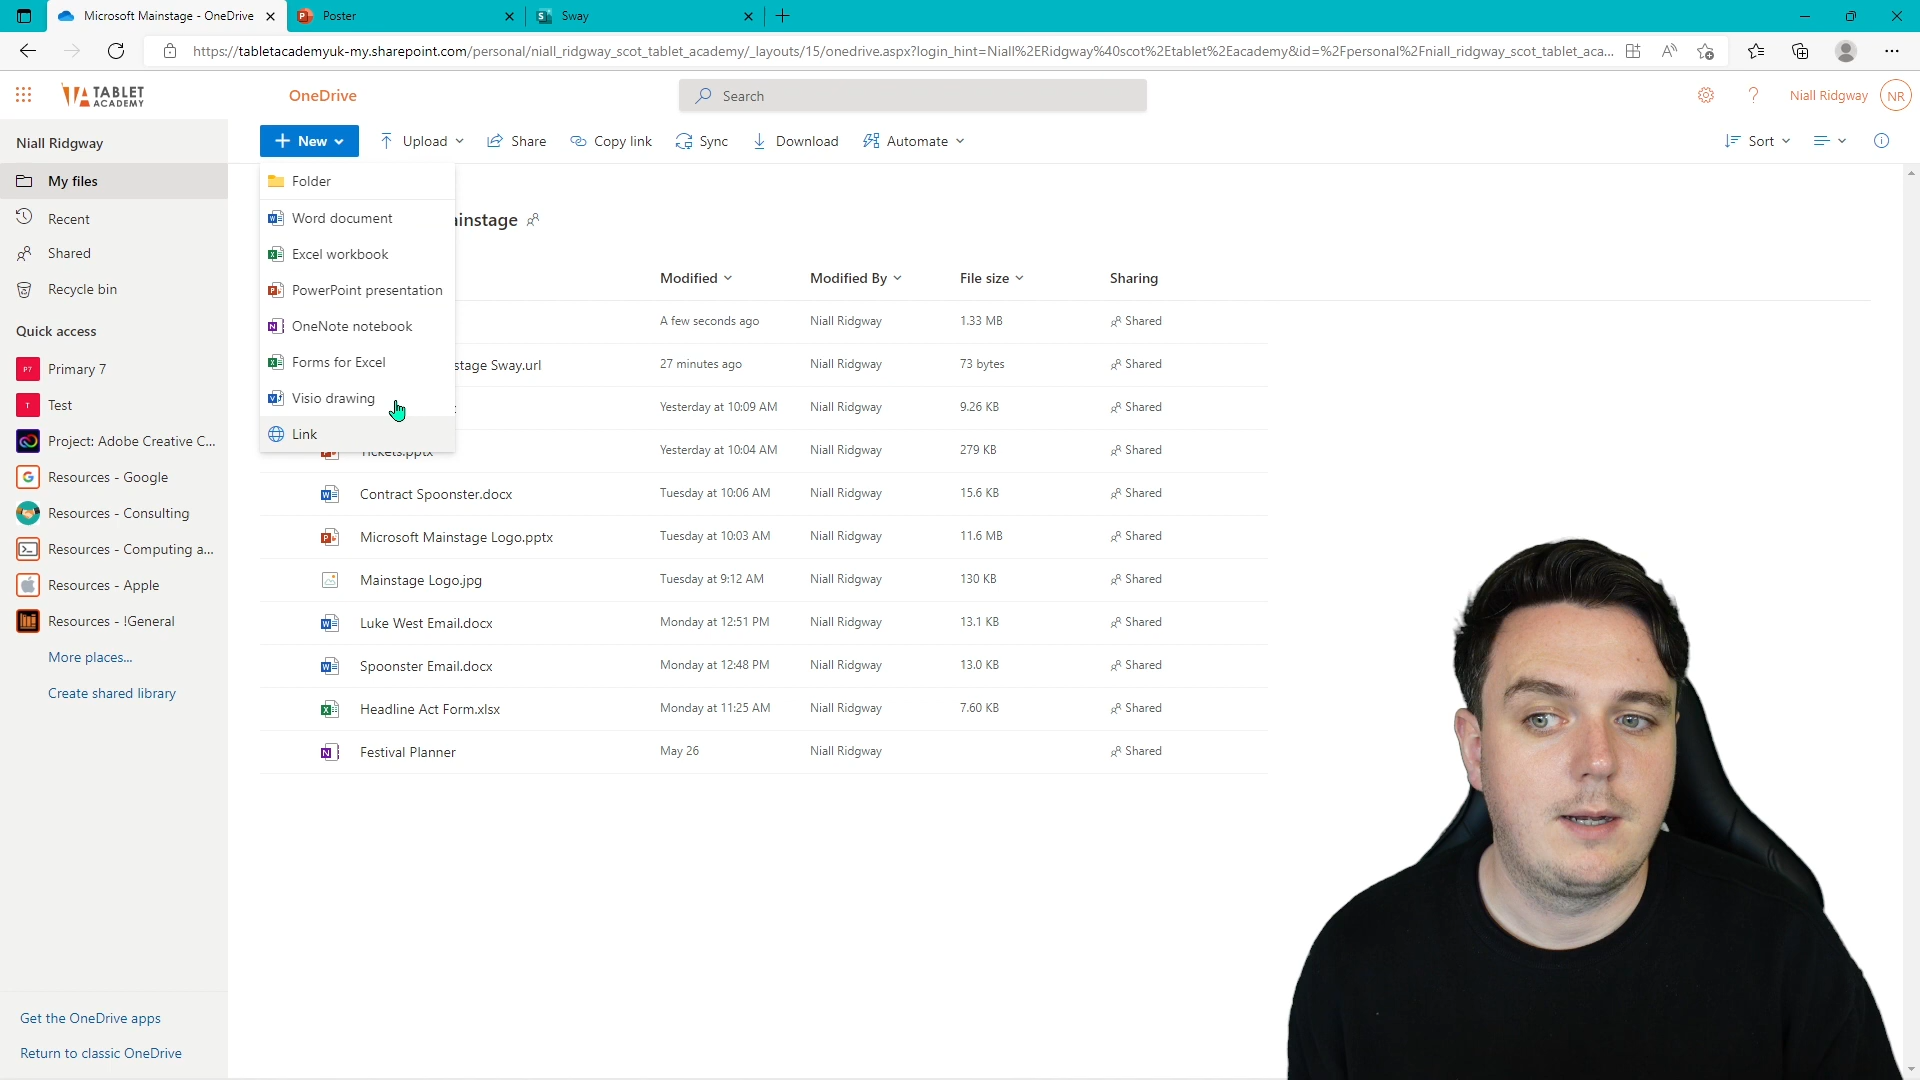 Microsoft Mainstage - OneDrive
Poster
Sway
https://tabletacademyuk-my.sharepoint.com/personal/niall_ridgway_scot_tablet_academy/_layouts/15/onedrive.aspx?login_hint=Niall%2ERidgway%40scot%2Etablet%2Eacademy&id=%2Fpersonal%2Fniall_ridgway_scot_tablet_aca...
TABLET ACADEMY
OneDrive
Search
Niall Ridgway
NR
Niall Ridgway
New
Upload
Share
Copy link
Sync
Download
Automate
Sort
My files
Recent
Shared
Recycle bin
Quick access
P7 Primary 7
T Test
Project: Adobe Creative C...
Resources - Google
Resources - Consulting
Resources - Computing a...
Resources - Apple
Resources - !General
More places...
Create shared library
Get the OneDrive apps
Return to classic OneDrive
Folder
Word document
Excel workbook
PowerPoint presentation
OneNote notebook
Forms for Excel
Visio drawing
Link
ainstage
Modified Modified By File size Sharing
A few seconds ago Niall Ridgway 1.33 MB Shared
stage Sway.url 27 minutes ago Niall Ridgway 73 bytes Shared
Yesterday at 10:09 AM Niall Ridgway 9.26 KB Shared
Tickets.pptx Yesterday at 10:04 AM Niall Ridgway 279 KB Shared
Contract Spoonster.docx Tuesday at 10:06 AM Niall Ridgway 15.6 KB Shared
Microsoft Mainstage Logo.pptx Tuesday at 10:03 AM Niall Ridgway 11.6 MB Shared
Mainstage Logo.jpg Tuesday at 9:12 AM Niall Ridgway 130 KB Shared
Luke West Email.docx Monday at 12:51 PM Niall Ridgway 13.1 KB Shared
Spoonster Email.docx Monday at 12:48 PM Niall Ridgway 13.0 KB Shared
Headline Act Form.xlsx Monday at 11:25 AM Niall Ridgway 7.60 KB Shared
Festival Planner May 26 Niall Ridgway Shared